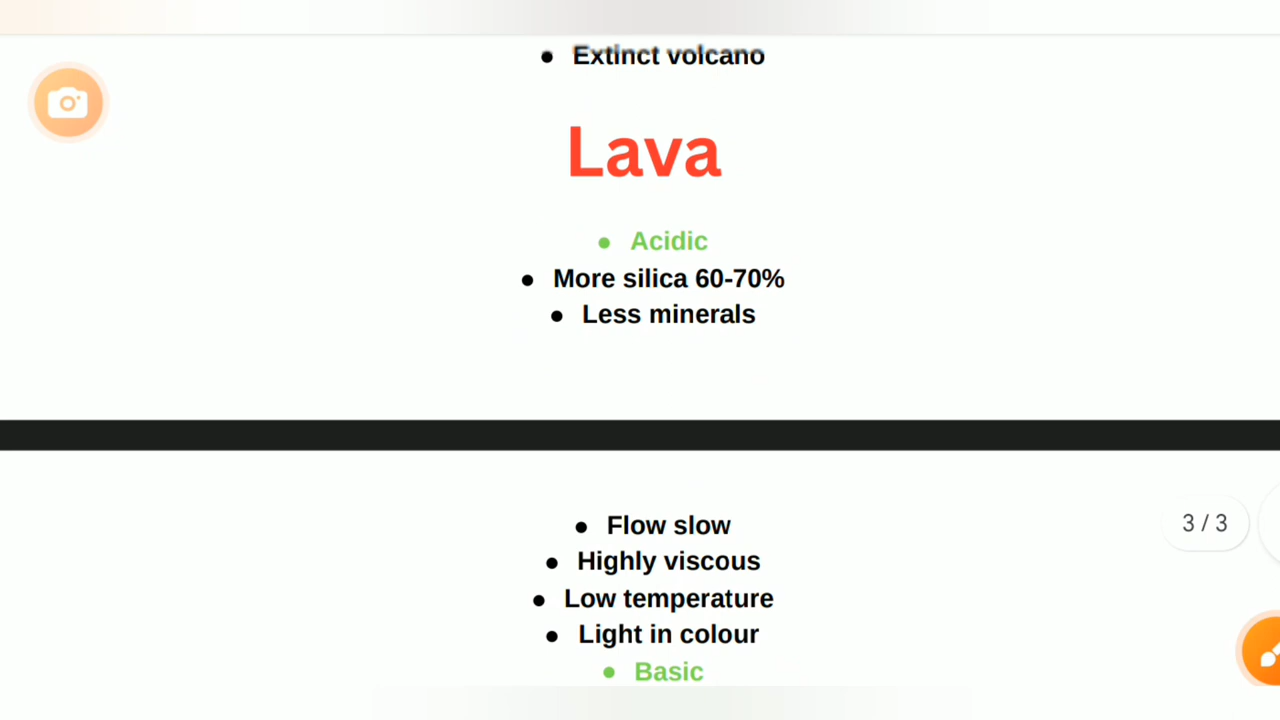 • Extinct volcano
Lava
• Acidic
• More silica 60-70%
• Less minerals
3 / 3
• Flow slow
• Highly viscous
• Low temperature
• Light in colour
• Basic